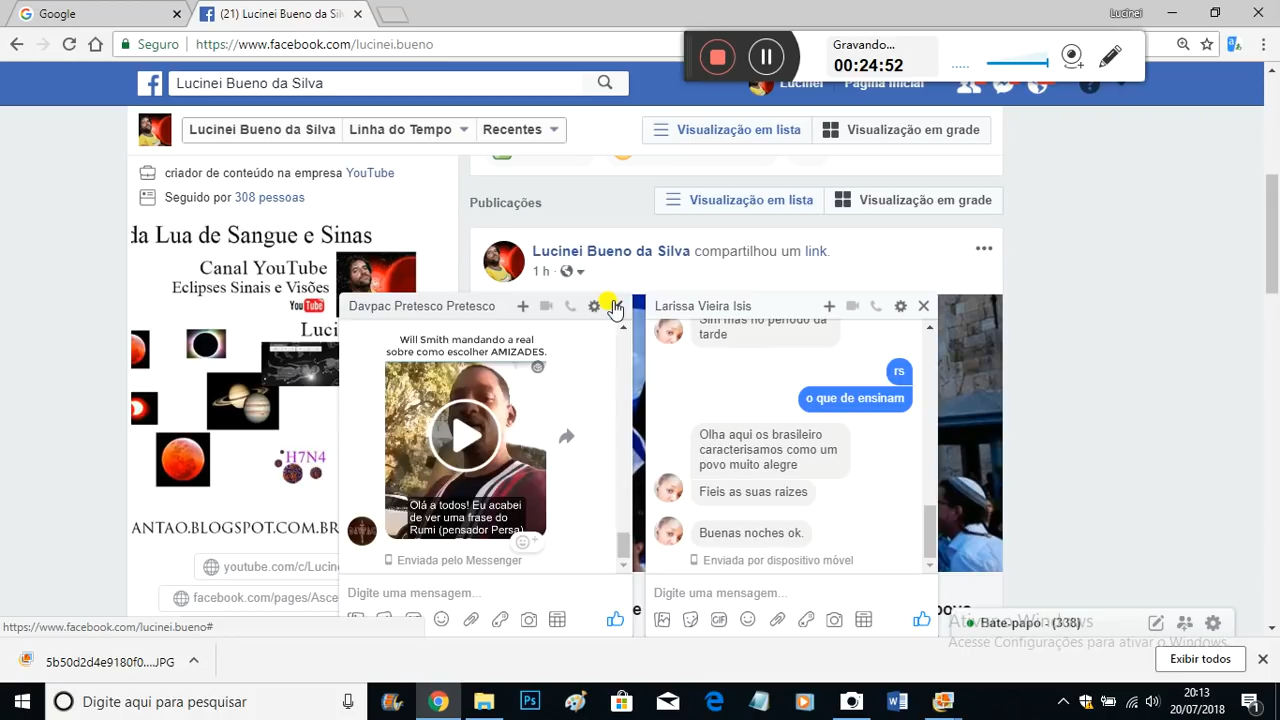 Google
(21) Lucinei Bueno da Sil
Lucinei
Seguro
https://www.facebook.com/lucinei.bueno
Gravando...
00:24:52
Lucinei Bueno da Silva
Lucinei
Página inicial
Lucinei Bueno da Silva
Linha do Tempo
Recentes
Visualização em lista
Visualização em grade
criador de conteúdo na empresa YouTube
Seguido por 308 pessoas
Publicações
Visualização em lista
Visualização em grade
da Lua de Sangue e Sinas
Canal YouTube
Eclipses Sinais e Visões
You Tube
Luci
H7N4
ANTAO.BLOGSPOT.COM.BR
youtube.com/c/Lucine
facebook.com/pages/Asce
Lucinei Bueno da Silva compartilhou um link.
1 h
Davpac Pretesco Pretesco
Will Smith mandando a real
sobre como escolher AMIZADES.
Olá a todos! Eu acabei
de ver uma frase do
Rumi (pensador Persa)
Enviada pelo Messenger
Digite uma mensagem...
GIF
Larissa Vieira Isis
Sim mas no período da
tarde
rs
o que de ensinam
Olha aqui os brasileiro
caracterisamos como um
povo muito alegre
Fieis as suas raizes
Buenas noches ok.
Enviada por dispositivo móvel
Digite uma mensagem...
GIF
Bate-papo (338)
Acesse Configurações para ativar o Windows.
https://www.facebook.com/lucinei.bueno#
5b50d2d4e9180f0....JPG
Exibir todos
Digite aqui para pesquisar
Ps
20:13
20/07/2018
1